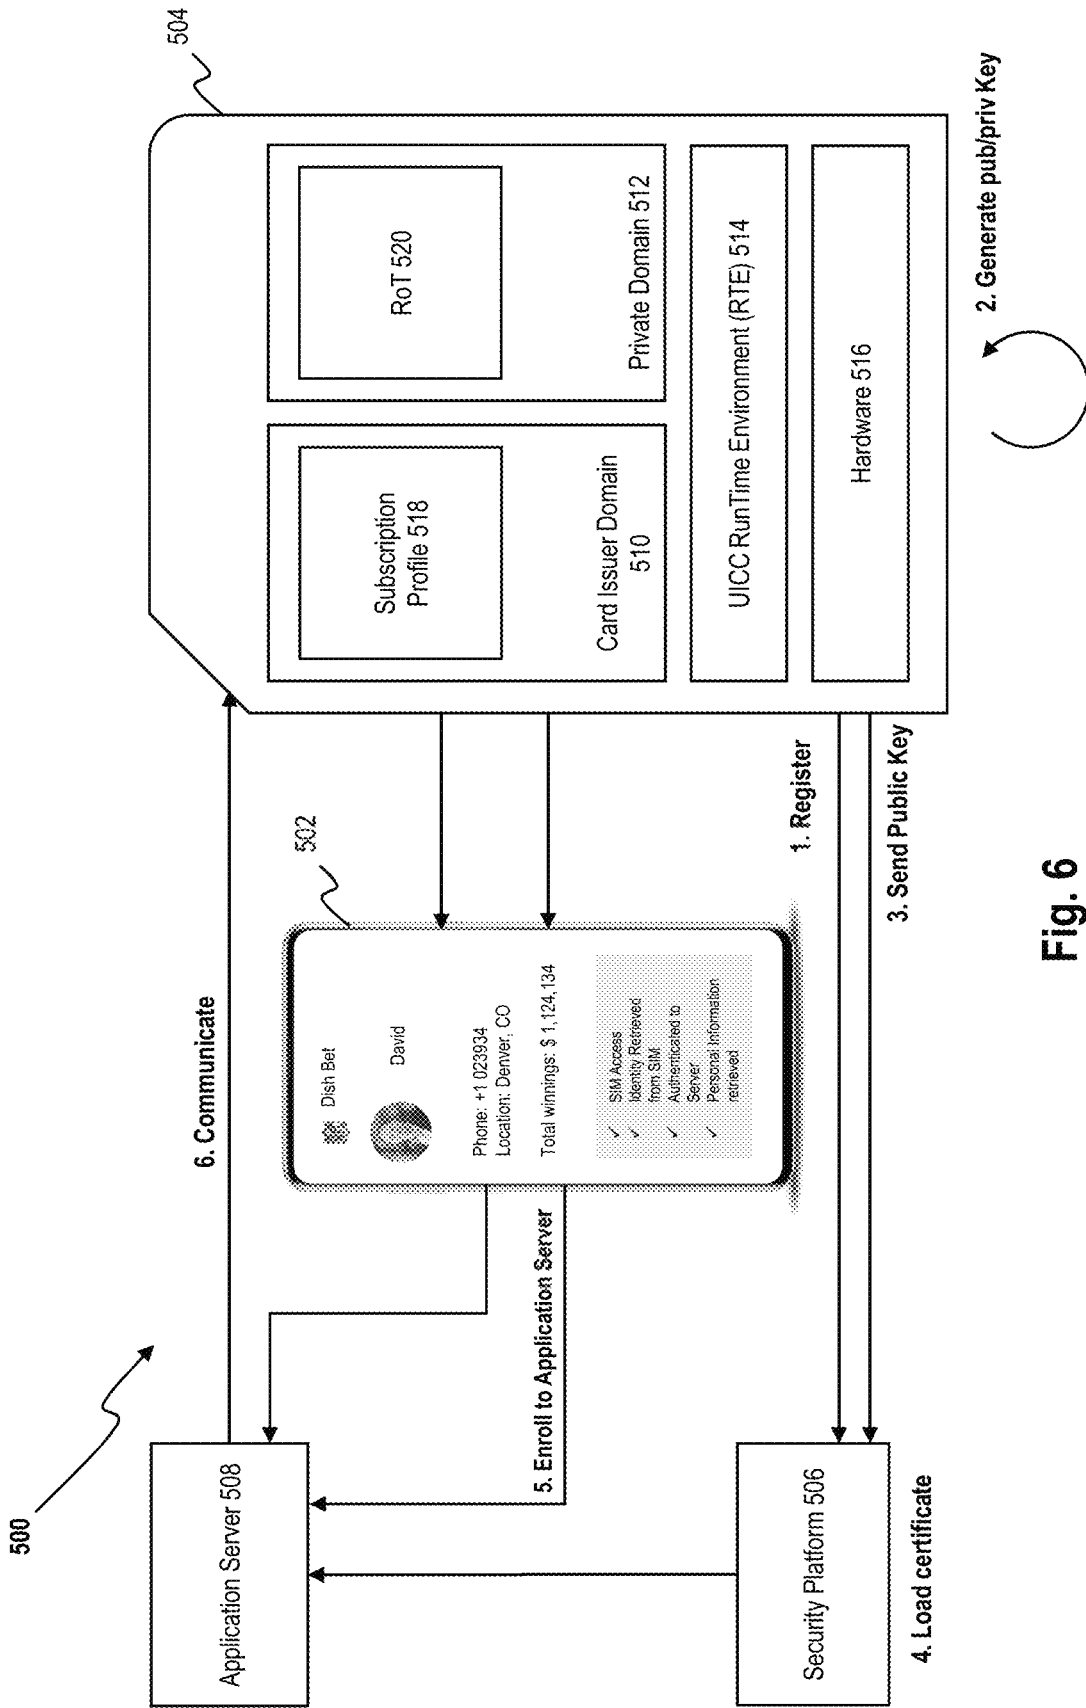 500
Application Server 508
6. Communicate
504
5. Enroll to Application Server
502
Dish Bet
David
Phone: +1 023934
Location: Denver, CO
Total winnings: $ 1,124,134
✓ SIM Access
✓ Identity Retrieved
from SIM
✓ Authenticated to
Server
✓ Personal Information
retrieved
Subscription
Profile 518
Card Issuer Domain
510
RoT 520
Private Domain 512
UICC RunTime Environment (RTE) 514
Hardware 516
1. Register
3. Send Public Key
2. Generate pub/priv Key
Security Platform 506
4. Load certificate
Fig. 6